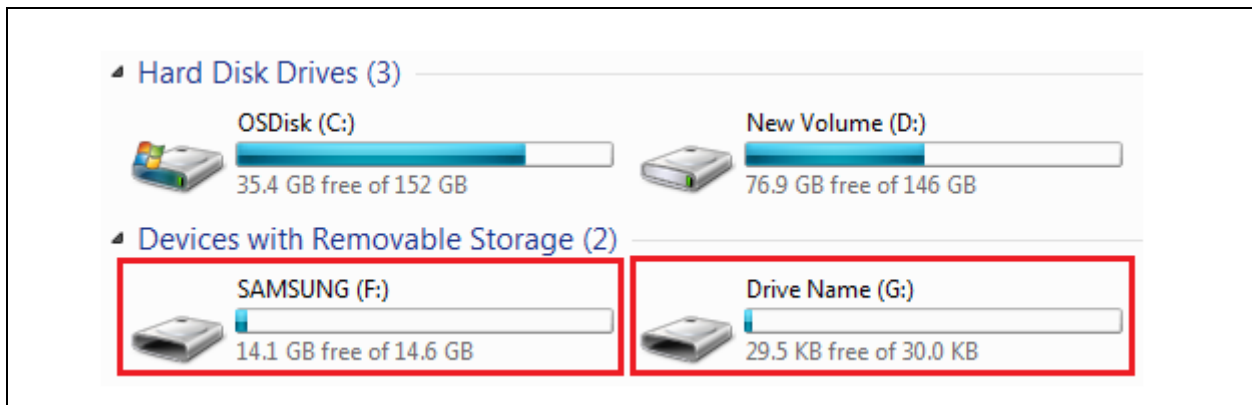 Hard Disk Drives (3)
OSDisk (C:)
35.4 GB free of 152 GB
New Volume (D:)
76.9 GB free of 146 GB
Devices with Removable Storage (2)
SAMSUNG (F:)
14.1 GB free of 14.6 GB
Drive Name (G:)
29.5 KB free of 30.0 KB